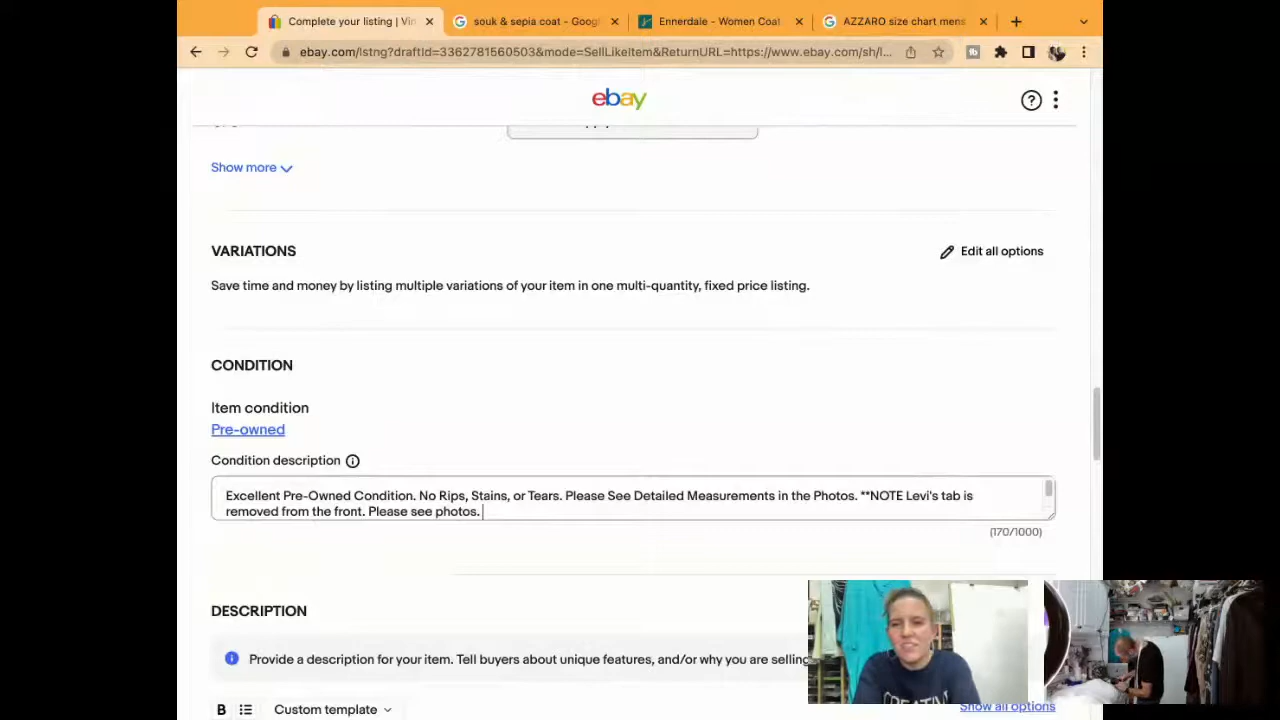 Complete your listing | Vin
souk & sepia coat - Goog
Ennerdale - Women Coat
AZZARO size chart mens
ebay.com/lstng?draftId=3362781560503&mode=SellLikeItem&ReturnURL=https://www.ebay.com/sh/l...
ebay
Show more
VARIATIONS
Edit all options
Save time and money by listing multiple variations of your item in one multi-quantity, fixed price listing.
CONDITION
Item condition
Pre-owned
Condition description
Excellent Pre-Owned Condition. No Rips, Stains, or Tears. Please See Detailed Measurements in the Photos. **NOTE Levi's tab is
removed from the front. Please see photos.
(170/1000)
DESCRIPTION
Provide a description for your item. Tell buyers about unique features, and/or why you are selling
B
Custom template
Show all options